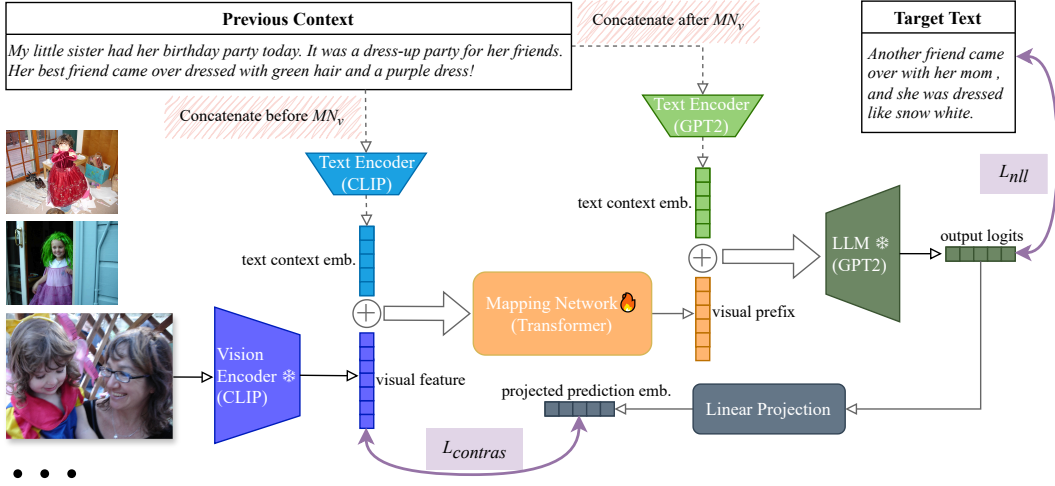 Previous Context
My little sister had her birthday party today. It was a dress-up party for her friends.
Her best friend came over dressed with green hair and a purple dress!
Concatenate after MNv
Target Text
Another friend came
over with her mom ,
and she was dressed
like snow white.
Concatenate before MNv
Text Encoder
(CLIP)
Text Encoder
(GPT2)
Lnll
text context emb.
text context emb.
LLM
(GPT2)
output logits
Mapping Network
(Transformer)
visual prefix
Vision
Encoder
(CLIP)
visual feature
projected prediction emb.
Linear Projection
Lcontras